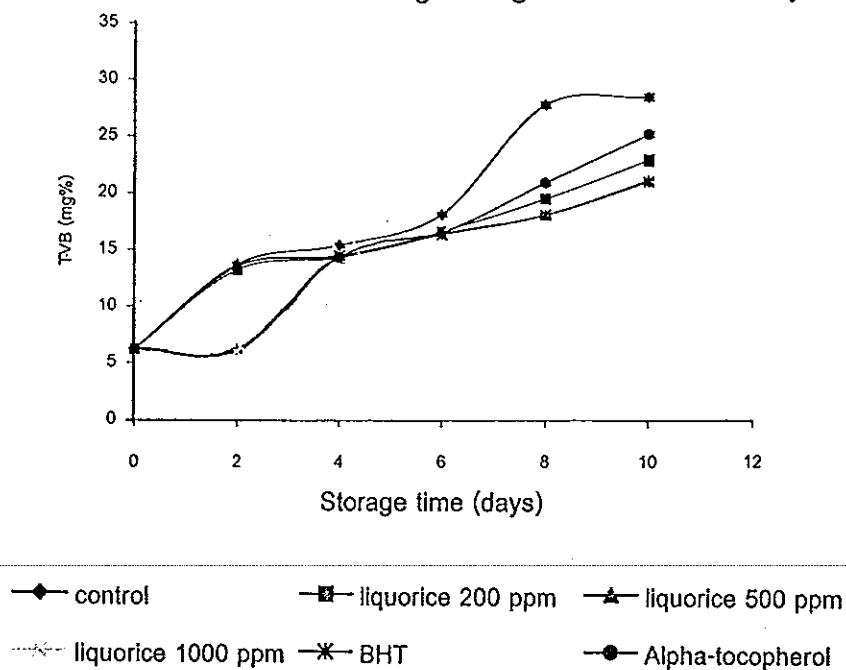 35
30
25
20
15
10
5
0
TVB (mg%)
0 2 4 6 8 10 12
Storage time (days)
control liquorice 200 ppm liquorice 500 ppm
liquorice 1000 ppm BHT Alpha-tocopherol